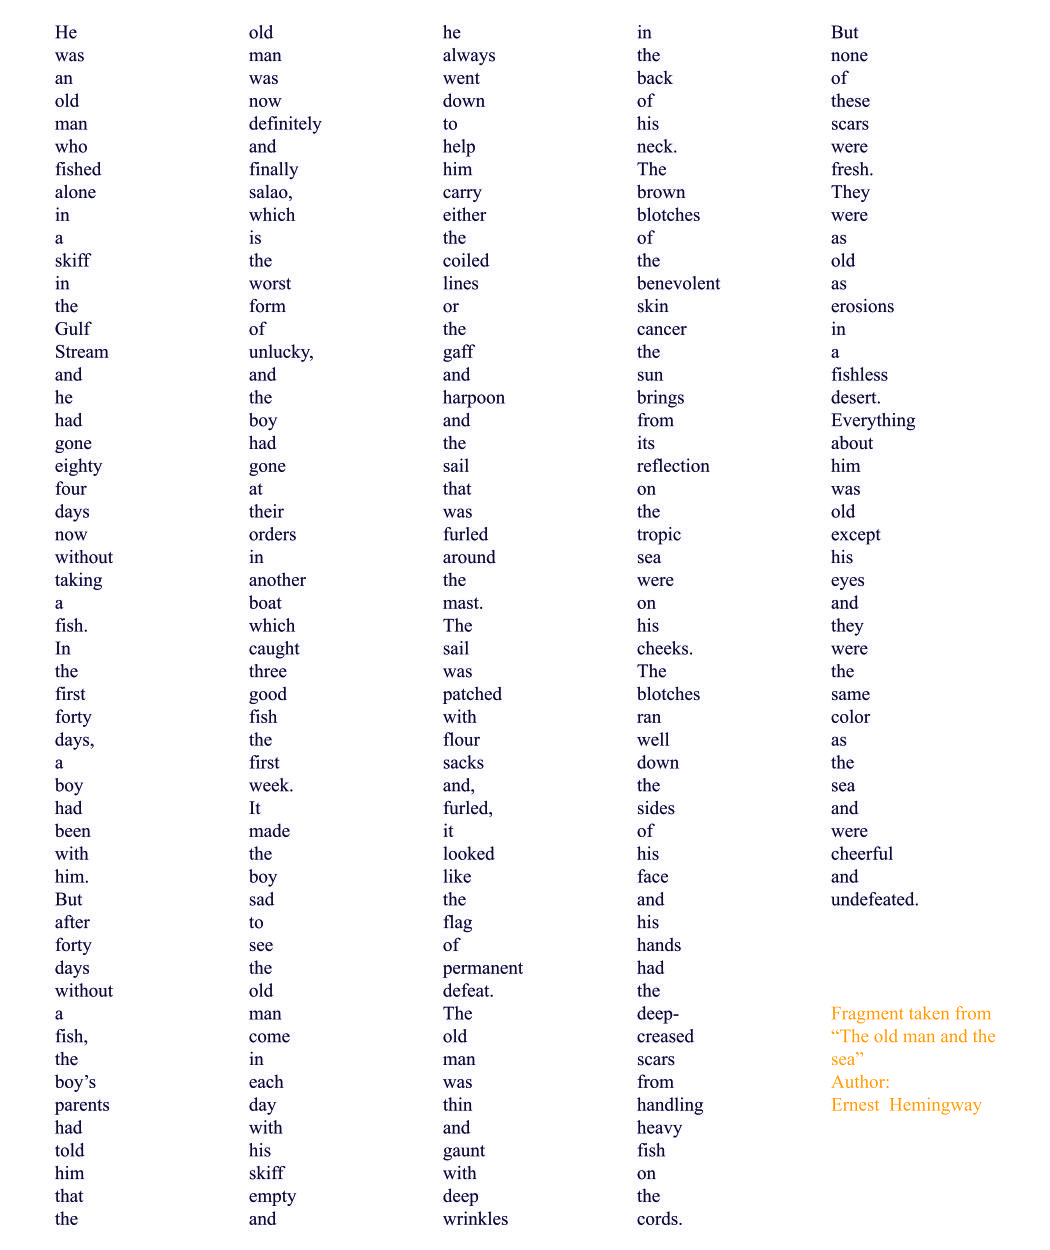 He
was
an
old
man
who
fished
alone
in
a
skiff
in
the
Gulf
Stream
and
he
had
gone
eighty
four
days
now
without
taking
a
fish.
In
the
first
forty
days,
a
boy
had
been
with
him.
But
after
forty
days
without
a
fish,
the
boy’s
parents
had
told
him
that
the
old
man
was
now
definitely
and
finally
salao,
which
is
the
worst
form
of
unlucky,
and
the
boy
had
gone
at
their
orders
in
another
boat
which
caught
three
good
fish
the
first
week.
It
made
the
boy
sad
to
see
the
old
man
come
in
each
day
with
his
skiff
empty
and
he
always
went
down
to
help
him
carry
either
the
coiled
lines
or
the
gaff
and
harpoon
and
the
sail
that
was
furled
around
the
mast.
The
sail
was
patched
with
flour
sacks
and,
furled,
it
looked
like
the
flag
of
permanent
defeat.
The
old
man
was
thin
and
gaunt
with
deep
wrinkles
in
the
back
of
his
neck.
The
brown
blotches
of
the
benevolent
skin
cancer
the
sun
brings
from
its
reflection
on
the
tropic
sea
were
on
his
cheeks.
The
blotches
ran
well
down
the
sides
of
his
face
and
his
hands
had
the
deep-
creased
scars
from
handling
heavy
fish
on
the
cords.
But
none
of
these
scars
were
fresh.
They
were
as
old
as
erosions
in
a
fishless
desert.
Everything
about
him
was
old
except
his
eyes
and
they
were
the
same
color
as
the
sea
and
were
cheerful
and
undefeated.
Fragment taken from
“The old man and the
sea”
Author:
Ernest  Hemingway